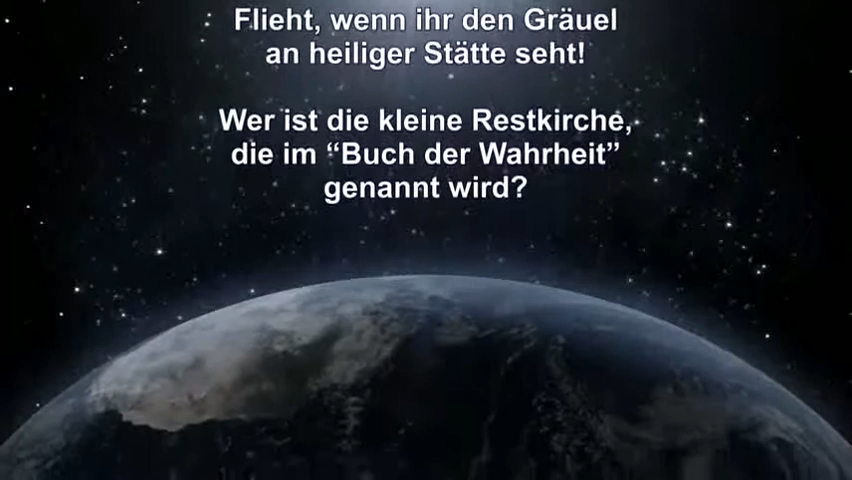 Flieht, wenn ihr den Gräuel
an heiliger Stätte seht!
Wer ist die kleine Restkirche,
die im “Buch der Wahrheit”
genannt wird?